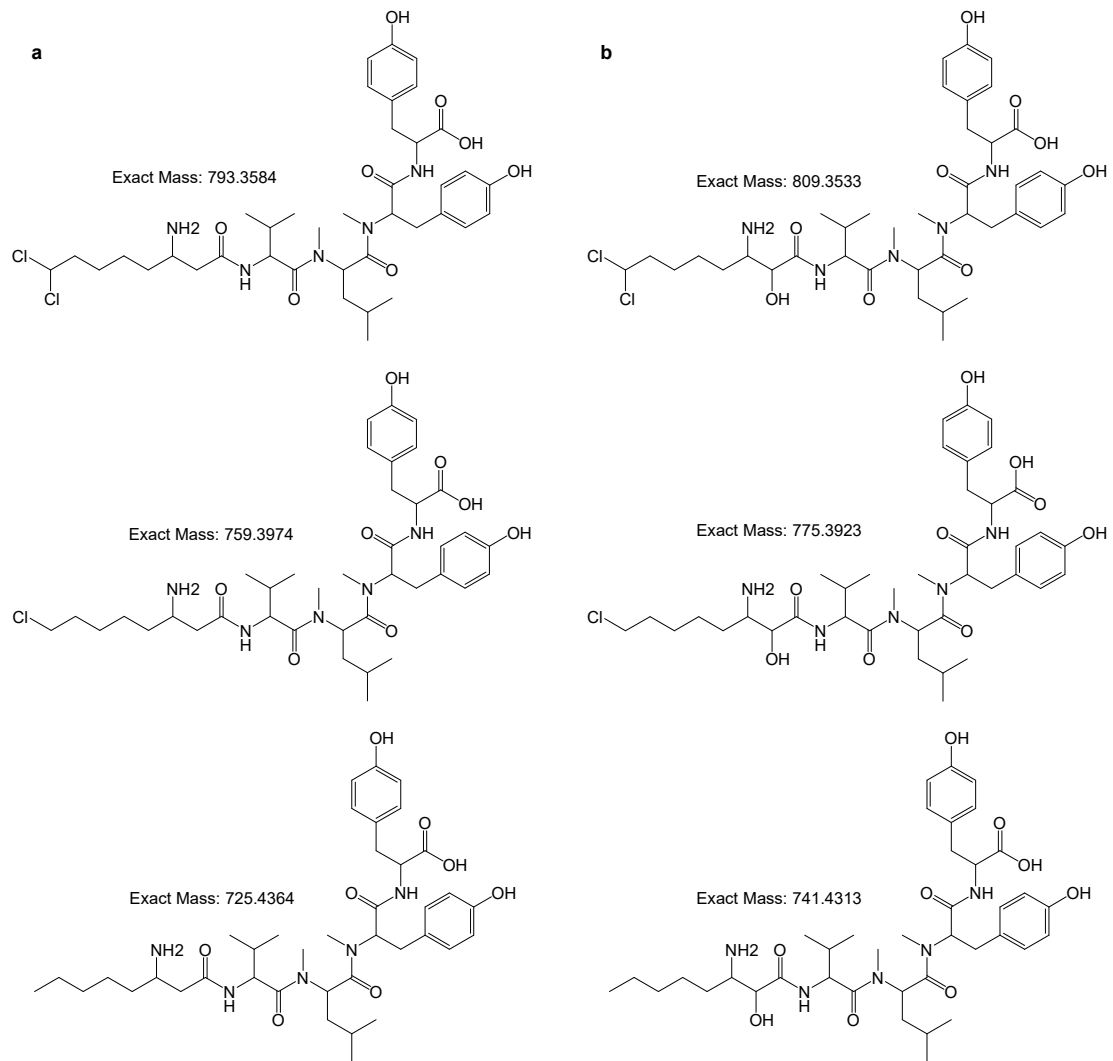 a
OH
O
OH
O
NH
OH
Exact Mass: 793.3584
N
NH2
O
N
O
Cl
N
H
O
Cl
b
OH
O
OH
O
NH
OH
Exact Mass: 809.3533
N
NH2
O
N
O
Cl
N
H
OH
O
Cl
OH
O
OH
O
NH
OH
Exact Mass: 759.3974
N
NH2
O
N
O
Cl
N
H
O
OH
OH
O
O
NH
OH
Exact Mass: 775.3923
N
NH2
O
N
O
Cl
N
H
OH
O
OH
O
OH
O
NH
OH
Exact Mass: 725.4364
N
NH2
O
N
O
N
H
O
OH
O
OH
O
NH
OH
Exact Mass: 741.4313
N
NH2
O
N
O
N
H
OH
O